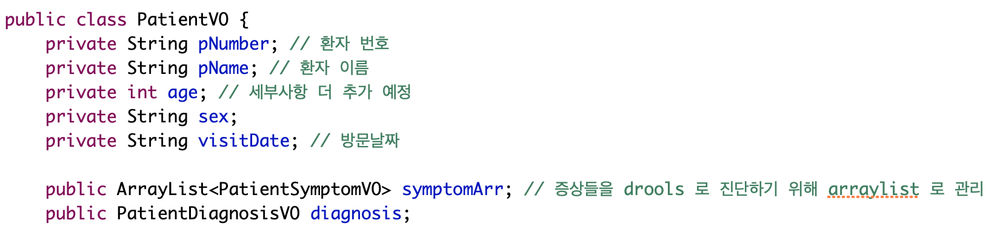 public class PatientVO {
private String pNumber; // 환자 번호
private String pName; // 환자 이름
private int age; // 세부사항 더 추가 예정
private String sex;
private String visitDate; // 방문날짜
public ArrayList<PatientSymptomVO> symptomArr; // 증상들을 drools 로 진단하기 위해 arraylist 로 관리
public PatientDiagnosisVO diagnosis;